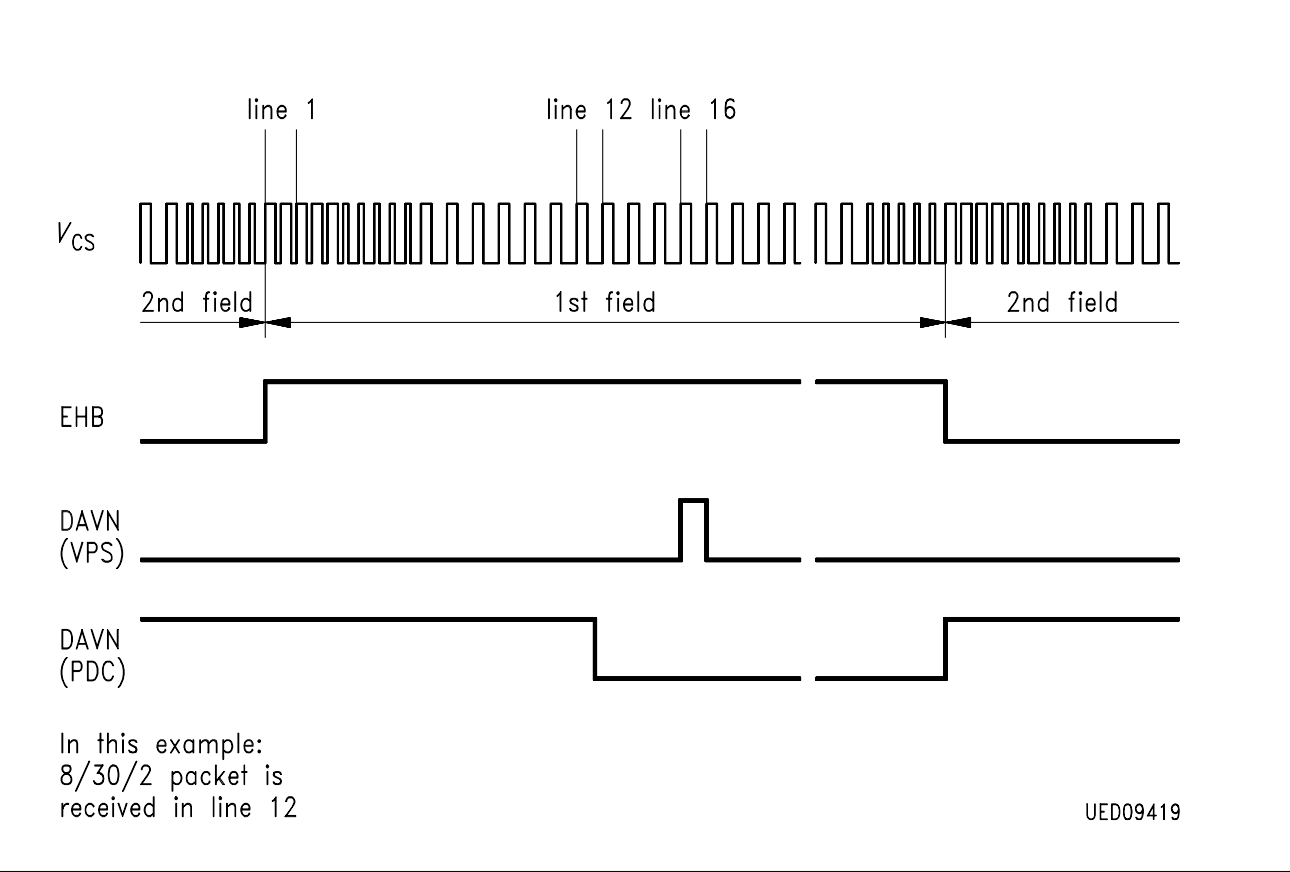 line 1
line 12 line 16
VCS
2nd field
1st field
2nd field
EHB
DAVN
(VPS)
DAVN
(PDC)
In this example:
8/30/2 packet is
received in line 12
UED09419